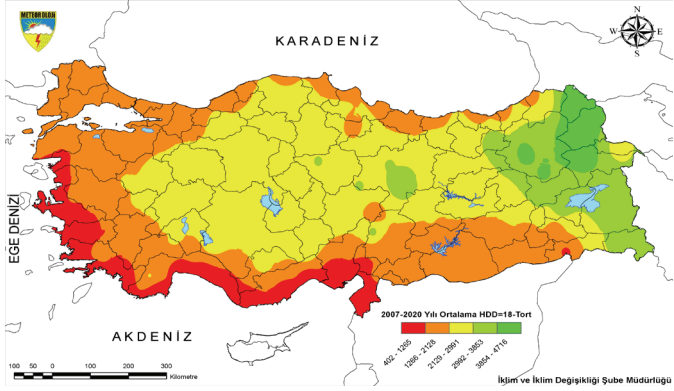 METEOROLOJİ
KARADENİZ
N
W E
S
EGE DENİZİ
AKDENİZ
2007-2020 Yılı Ortalama HDD=18-Tort
402 - 1265
1266 - 2128
2129 - 2991
2992 - 3853
3854 - 4716
100 50 0 100 200 300
Kilometre
İklim ve İklim Değişikliği Şube Müdürlüğü